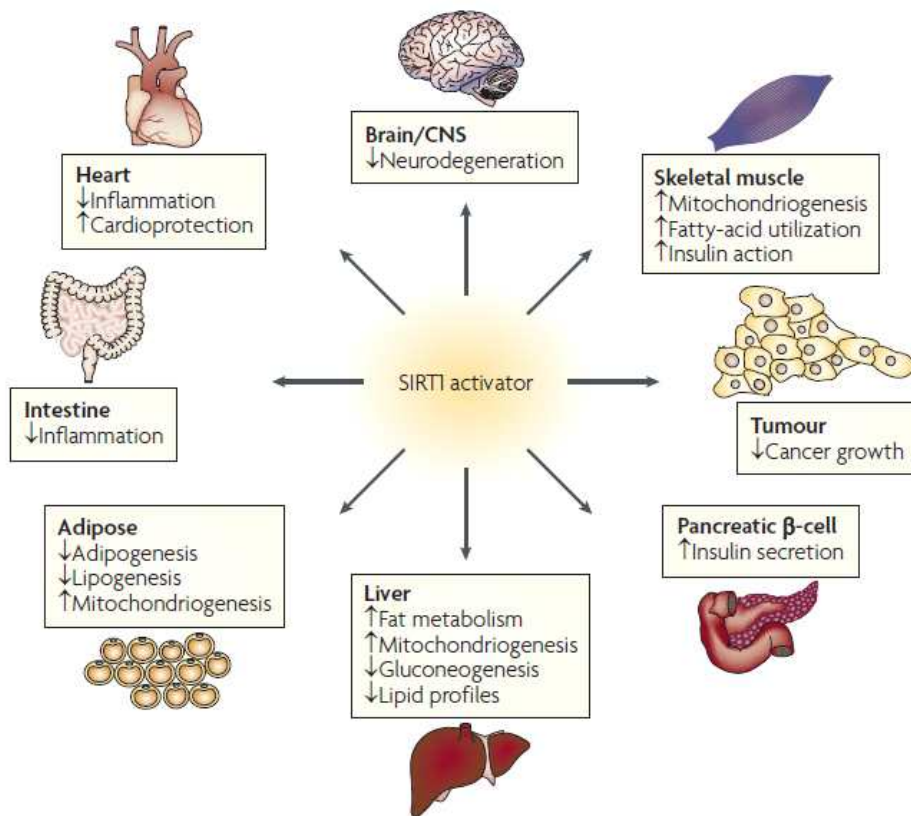 Brain/CNS
↓Neurodegeneration
Heart
↓Inflammation
↑Cardioprotection
Skeletal muscle
↑Mitochondriogenesis
↑Fatty-acid utilization
↑Insulin action
SIRT1 activator
Intestine
↓Inflammation
Tumour
↓Cancer growth
Adipose
↓Adipogenesis
↓Lipogenesis
↑Mitochondriogenesis
Pancreatic β-cell
↑Insulin secretion
Liver
↑Fat metabolism
↑Mitochondriogenesis
↓Gluconeogenesis
↓Lipid profiles